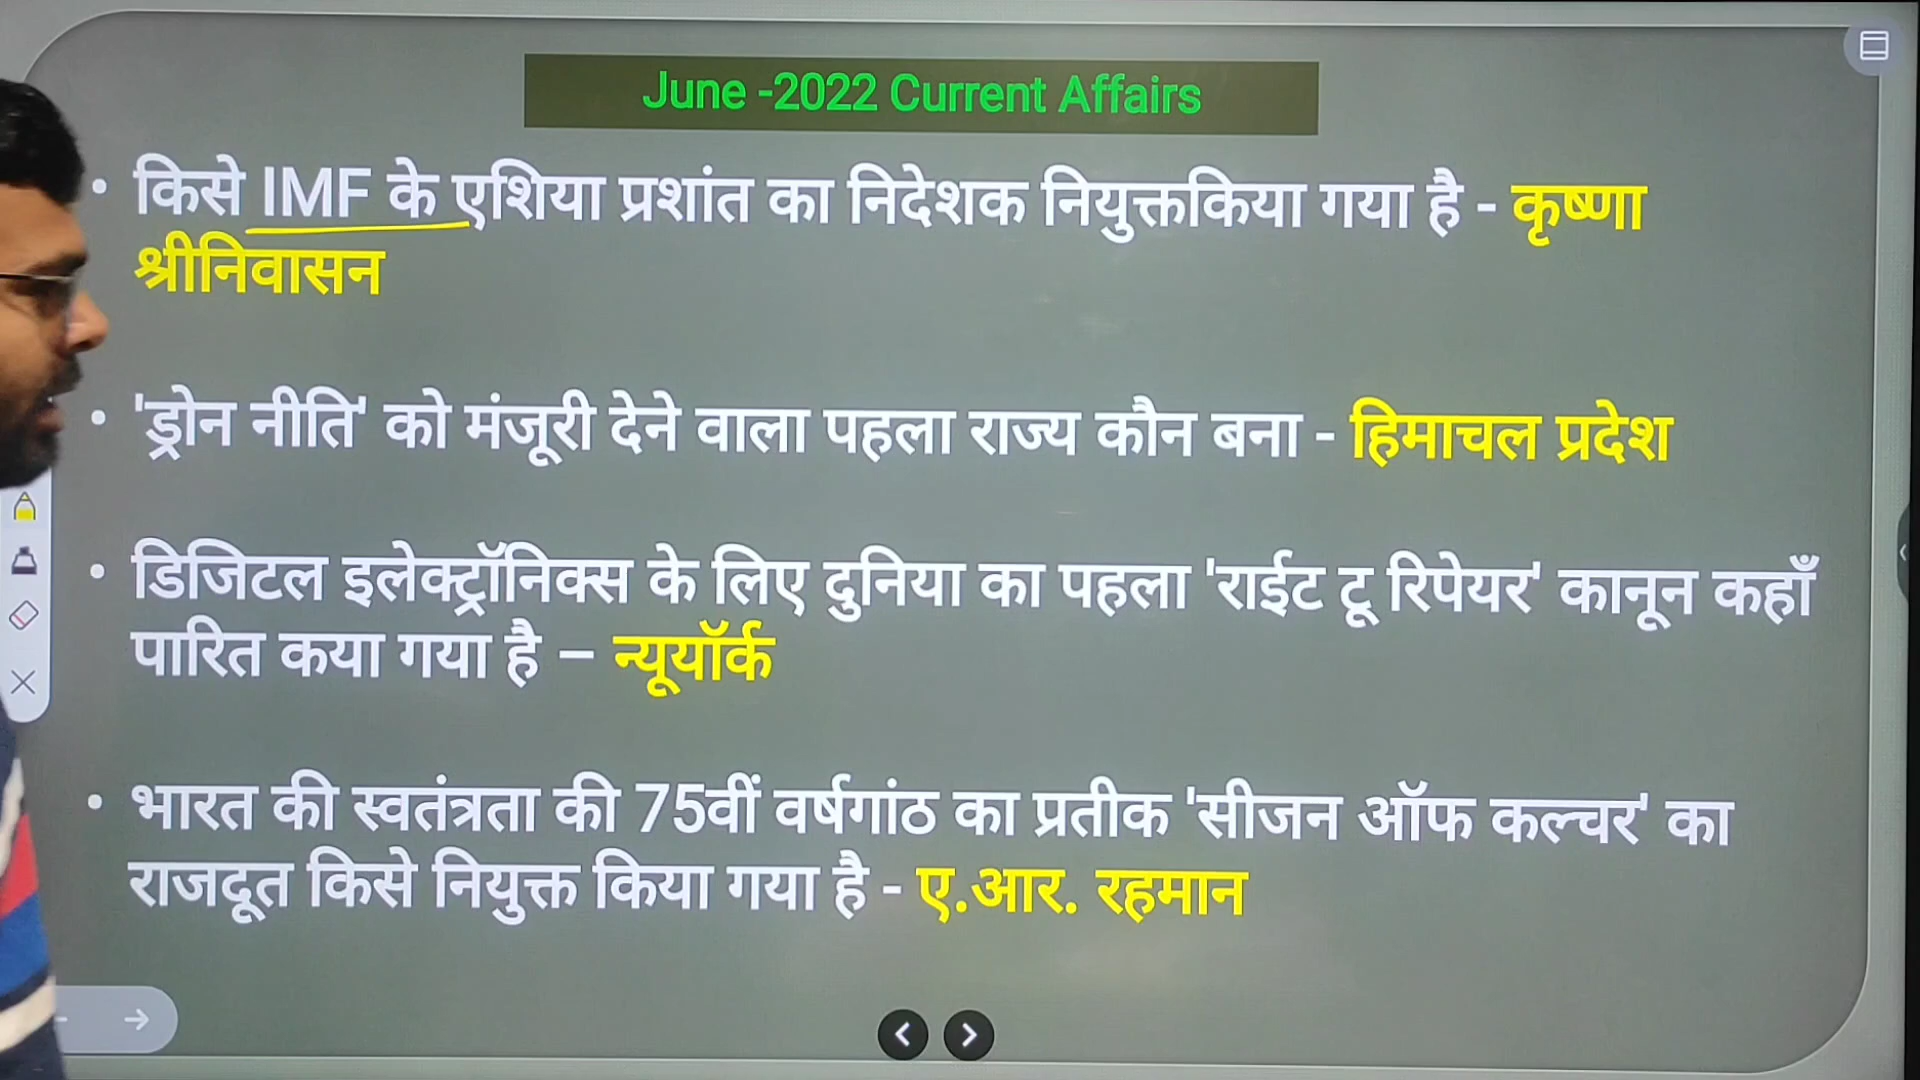 June -2022 Current Affairs
• किसे IMF के एशिया प्रशांत का निदेशक नियुक्तकिया गया है - कृष्णा
श्रीनिवासन
• 'ड्रोन नीति' को मंजूरी देने वाला पहला राज्य कौन बना - हिमाचल प्रदेश
• डिजिटल इलेक्ट्रॉनिक्स के लिए दुनिया का पहला 'राईट टू रिपेयर' कानून कहाँ
पारित कया गया है – न्यूयॉर्क
• भारत की स्वतंत्रता की 75वीं वर्षगांठ का प्रतीक 'सीजन ऑफ कल्चर' का
राजदूत किसे नियुक्त किया गया है - ए.आर. रहमान